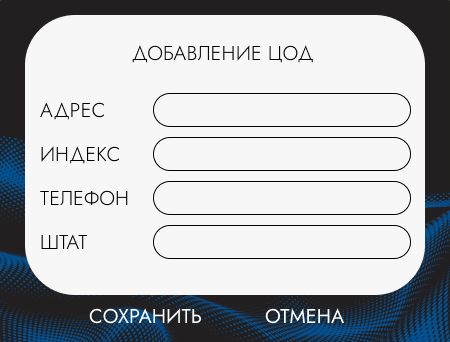 ДОБАВЛЕНИЕ ЦОД
АДРЕС
ИНДЕКС
ТЕЛЕФОН
ШТАТ
СОХРАНИТЬ ОТМЕНА